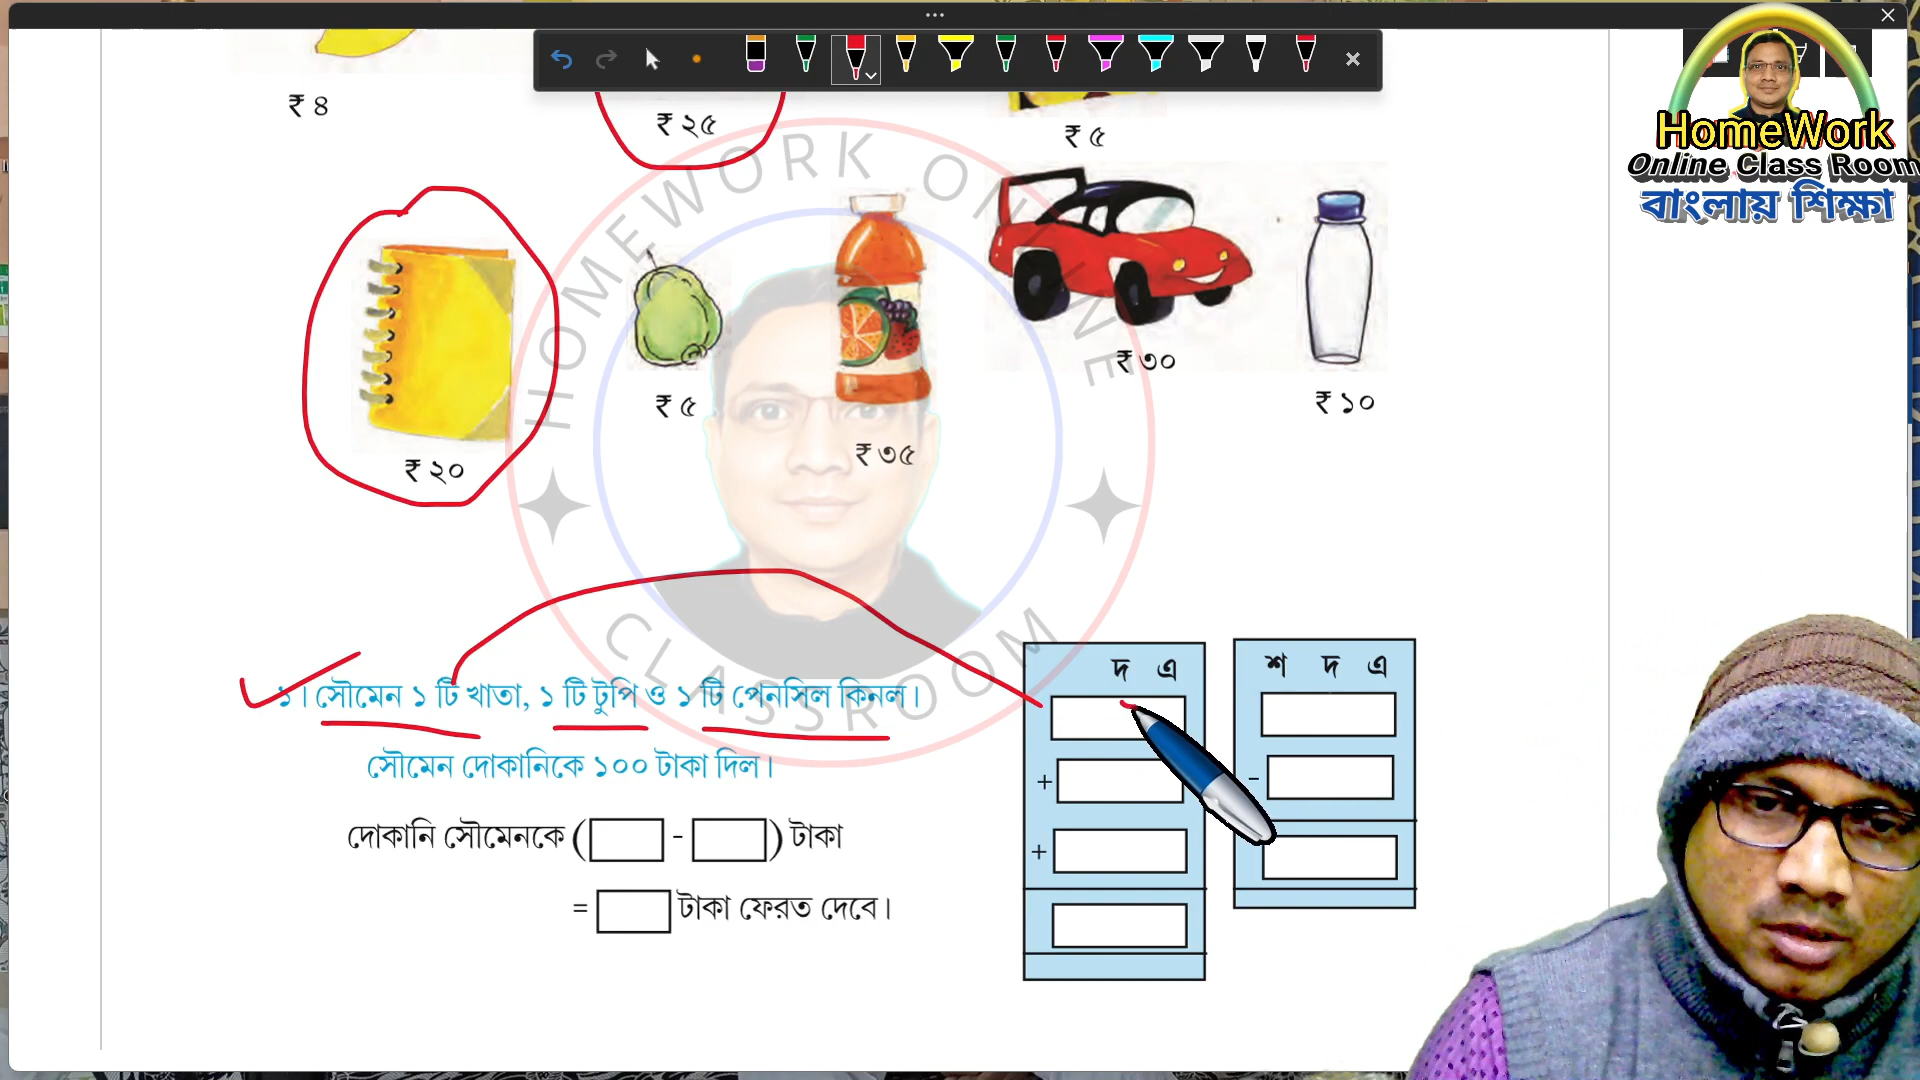 HomeWork
Online Class Room
বাংলায় শিক্ষা
₹ ৪
₹ ২৫
₹ ৫
₹ ২০
₹ ৫
₹ ৩৫
₹ ৩০
₹ ১০
HOMEWORK ONLINE
CLASSROOM
১। সৌমেন ১ টি খাতা, ১ টি টুপি ও ১ টি পেনসিল কিনল।
সৌমেন দোকানিকে ১০০ টাকা দিল।
দোকানি সৌমেনকে ( - ) টাকা
= টাকা ফেরত দেবে।
দ এ
+
+
শ দ এ
-